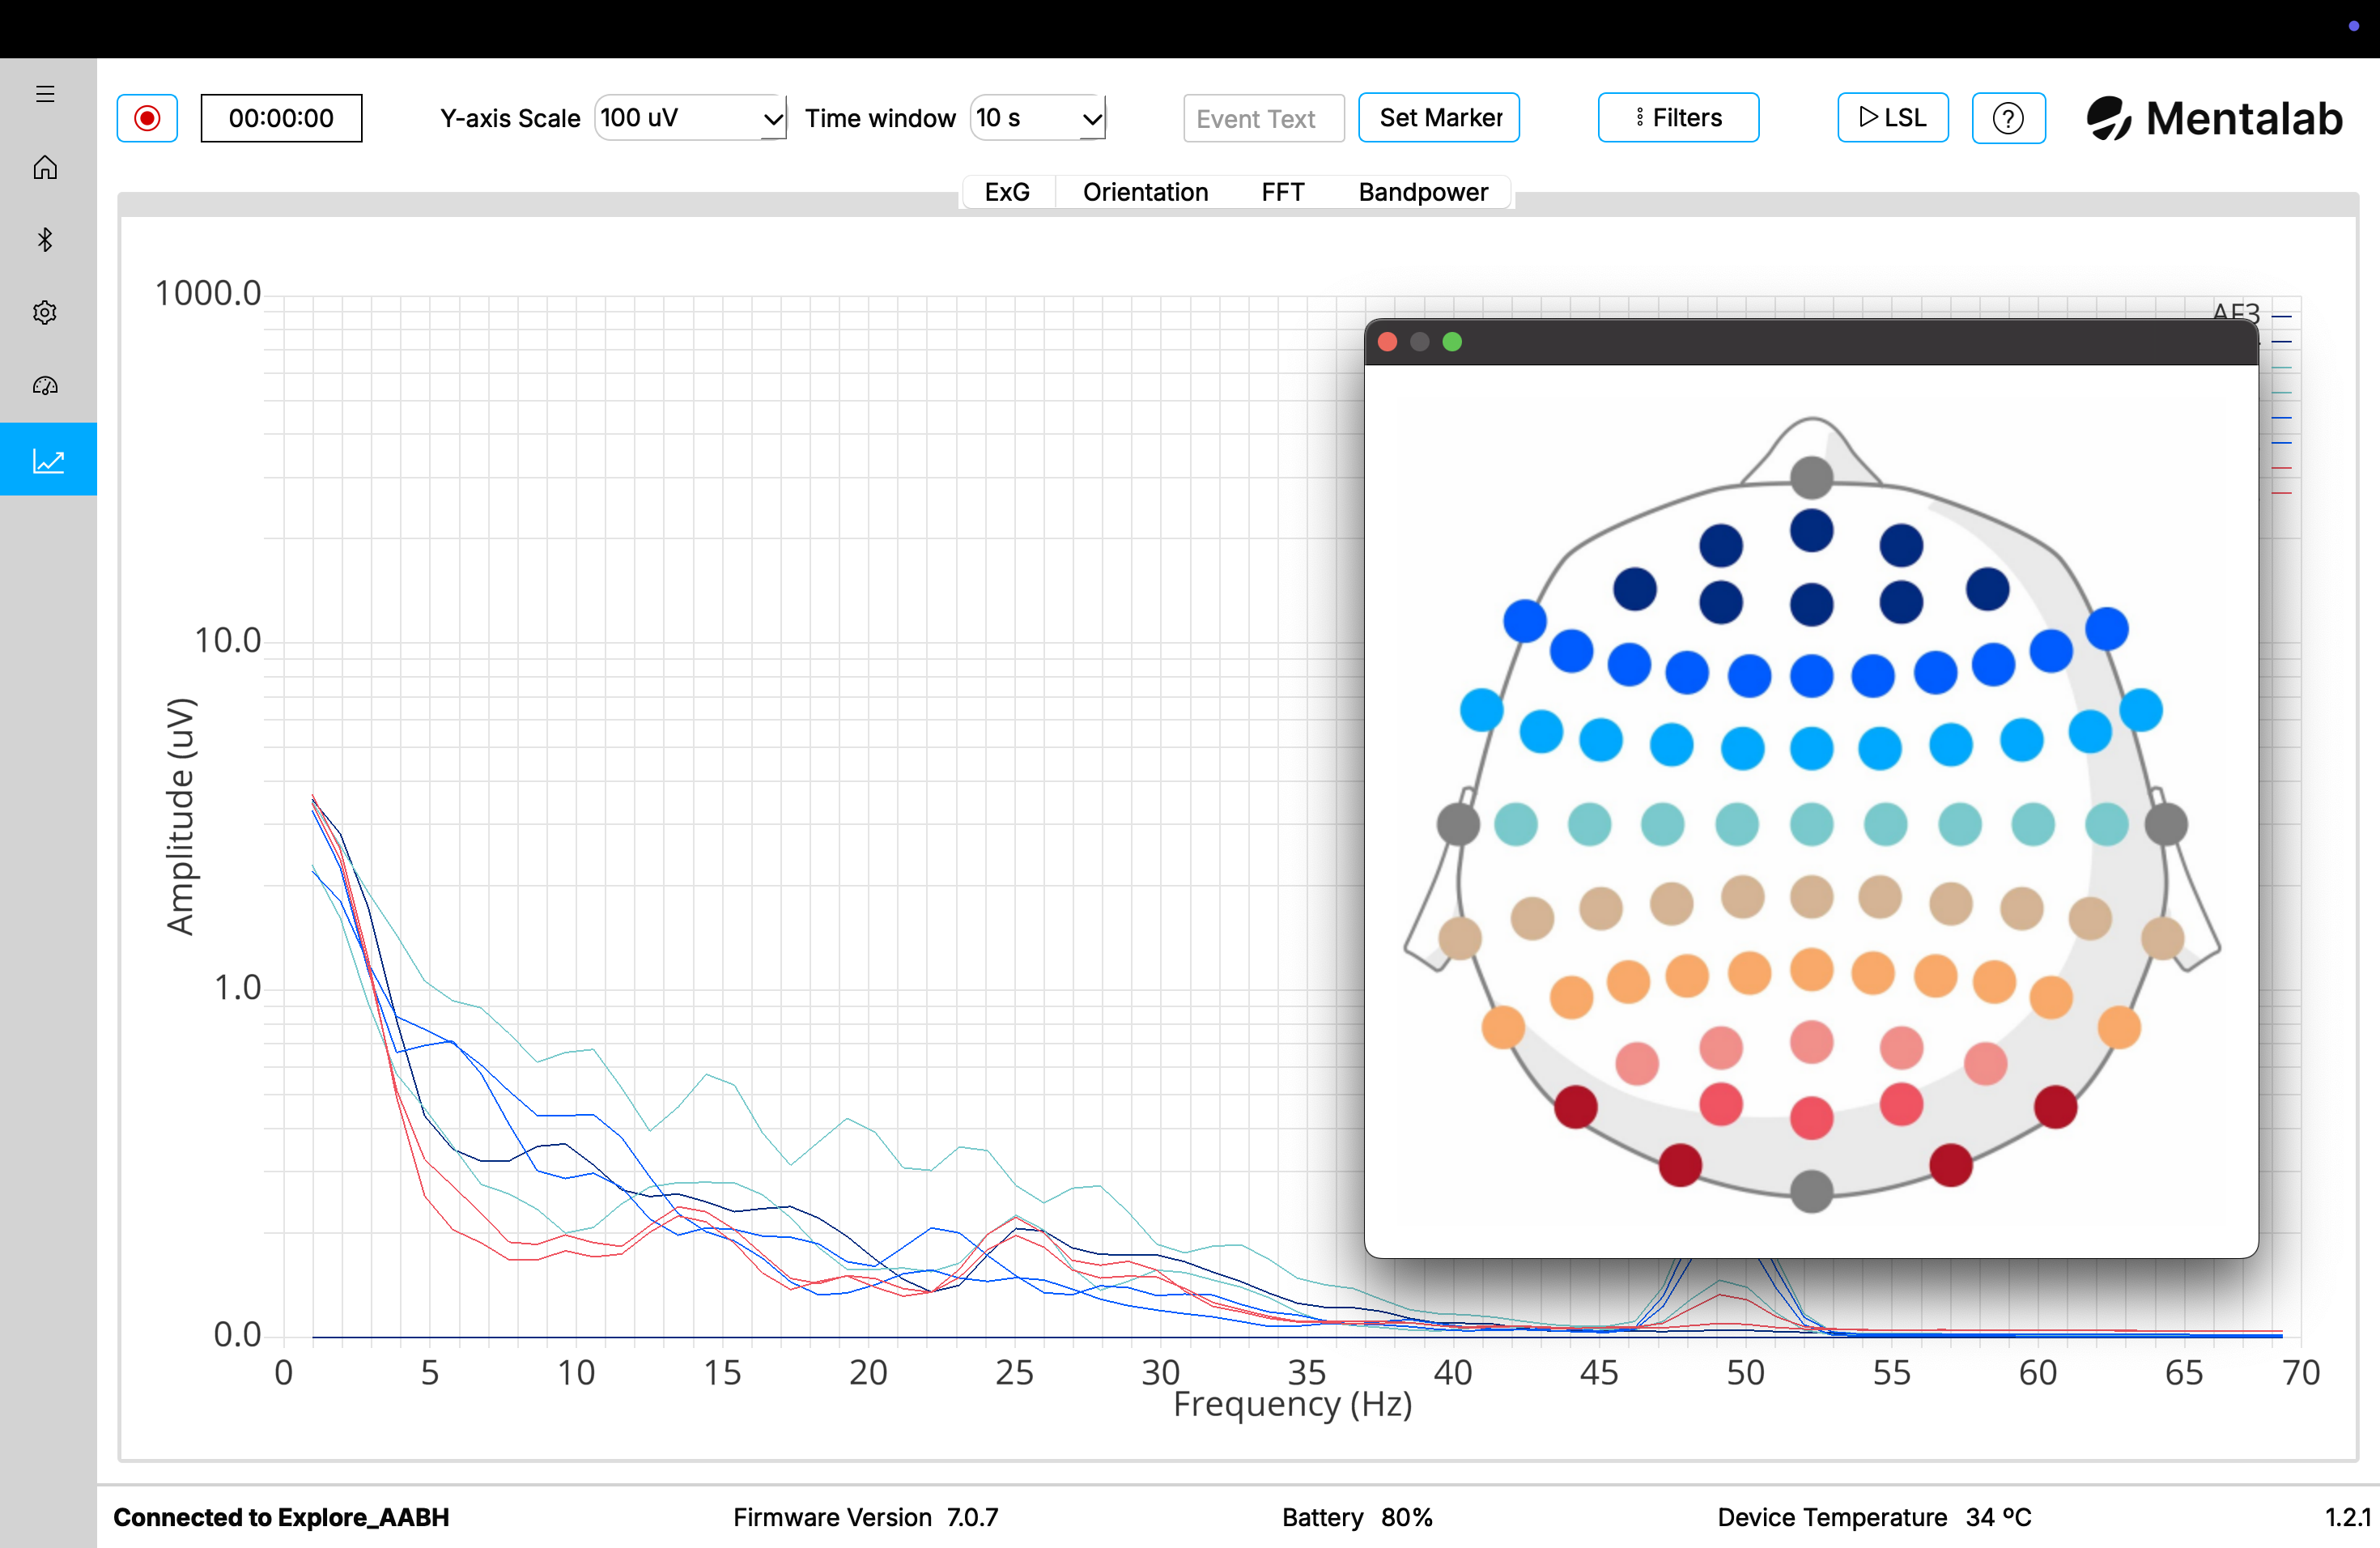 00:00:00 Y-axis Scale 100 uV Time window 10 s Event Text Set Marker Filters LSL ? Mentalab
ExG Orientation FFT Bandpower
1000.0
10.0
1.0
0.0
Amplitude (uV)
0 5 10 15 20 25 30 35 40 45 50 55 60 65 70
Frequency (Hz)
AF3
Connected to Explore_AABH Firmware Version 7.0.7 Battery 80% Device Temperature 34 ºC 1.2.1